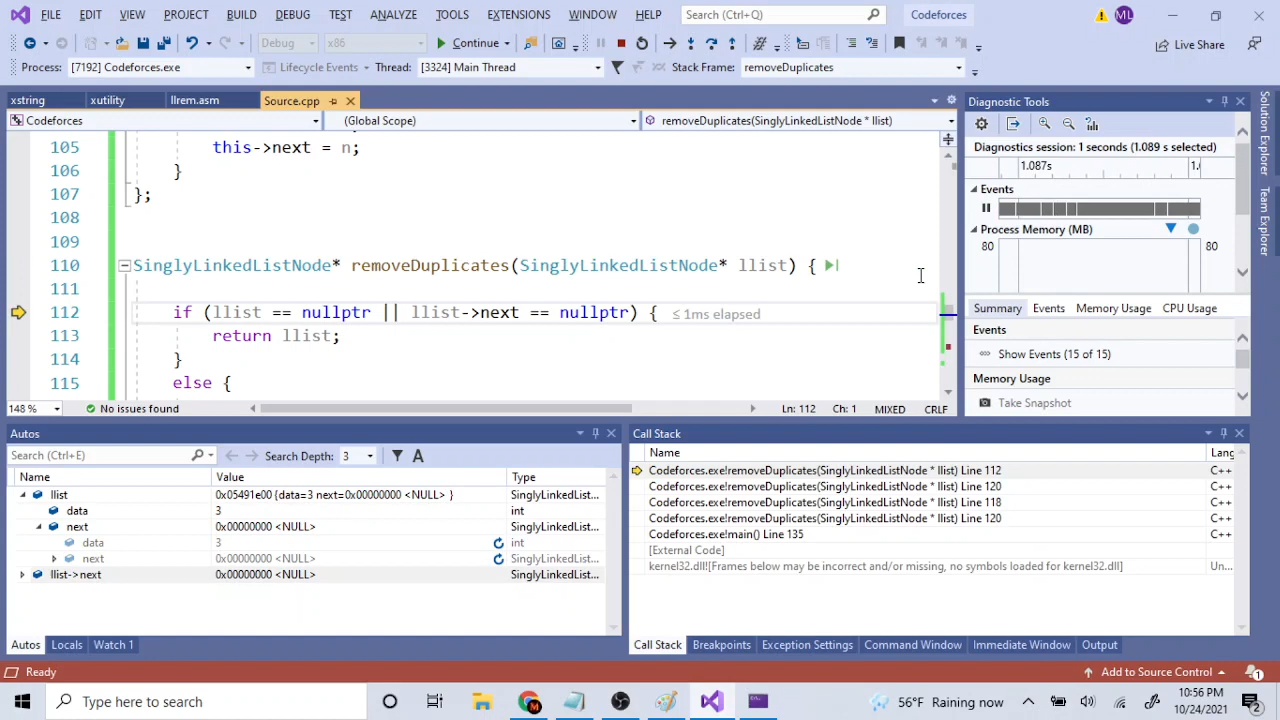 FILE EDIT VIEW PROJECT BUILD DEBUG TEST ANALYZE TOOLS EXTENSIONS WINDOW HELP Search (Ctrl+Q) Codeforces ML
Debug x86 Continue Live Share
Process: [7192] Codeforces.exe Lifecycle Events Thread: [3324] Main Thread Stack Frame: removeDuplicates
xstring xutility llrem.asm Source.cpp
Codeforces (Global Scope) removeDuplicates(SinglyLinkedListNode * llist)
105 this->next = n;
106 }
107 };
108
109
110 SinglyLinkedListNode* removeDuplicates(SinglyLinkedListNode* llist) {
111
112 if (llist == nullptr || llist->next == nullptr) { ≤ 1ms elapsed
113 return llist;
114 }
115 else {
148 % No issues found Ln: 112 Ch: 1 MIXED CRLF
Diagnostic Tools
Diagnostics session: 1 seconds (1.089 s selected)
1.087s 1.
Events
Process Memory (MB)
80 80
Summary Events Memory Usage CPU Usage
Events
Show Events (15 of 15)
Memory Usage
Take Snapshot
Solution Explorer
Team Explorer
Autos
Search (Ctrl+E) Search Depth: 3
Name Value Type
llist 0x05491e00 {data=3 next=0x00000000 <NULL> } SinglyLinkedList...
data 3 int
next 0x00000000 <NULL> SinglyLinkedList...
data 3 int
next 0x00000000 <NULL> SinglyLinkedList...
llist->next 0x00000000 <NULL> SinglyLinkedList...
Autos Locals Watch 1
Call Stack
Name Lang
Codeforces.exe!removeDuplicates(SinglyLinkedListNode * llist) Line 112 C++
Codeforces.exe!removeDuplicates(SinglyLinkedListNode * llist) Line 120 C++
Codeforces.exe!removeDuplicates(SinglyLinkedListNode * llist) Line 118 C++
Codeforces.exe!removeDuplicates(SinglyLinkedListNode * llist) Line 120 C++
Codeforces.exe!main() Line 135 C++
[External Code]
kernel32.dll![Frames below may be incorrect and/or missing, no symbols loaded for kernel32.dll] Un...
Call Stack Breakpoints Exception Settings Command Window Immediate Window Output
Ready Add to Source Control 1
Type here to search 56°F Raining now 10:56 PM
10/24/2021 2